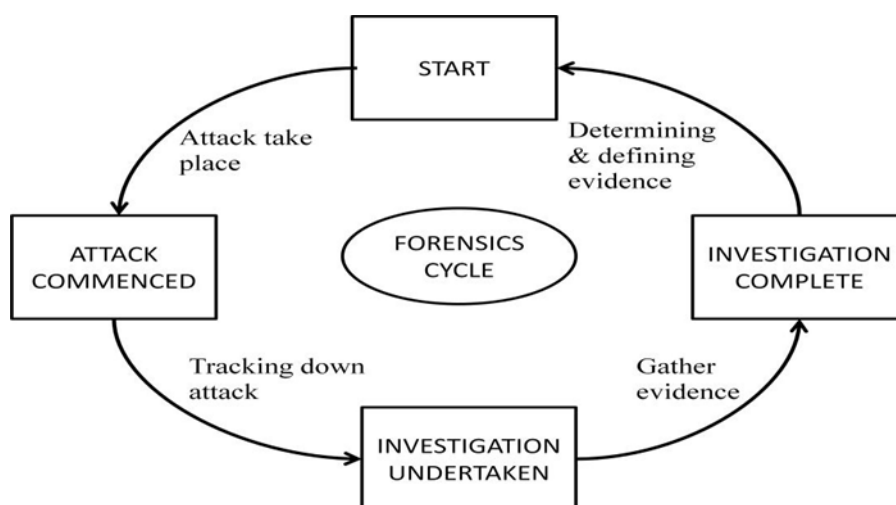 START
Attack take
place
Determining
& defining
evidence
ATTACK
COMMENCED
FORENSICS
CYCLE
INVESTIGATION
COMPLETE
Tracking down
attack
Gather
evidence
INVESTIGATION
UNDERTAKEN